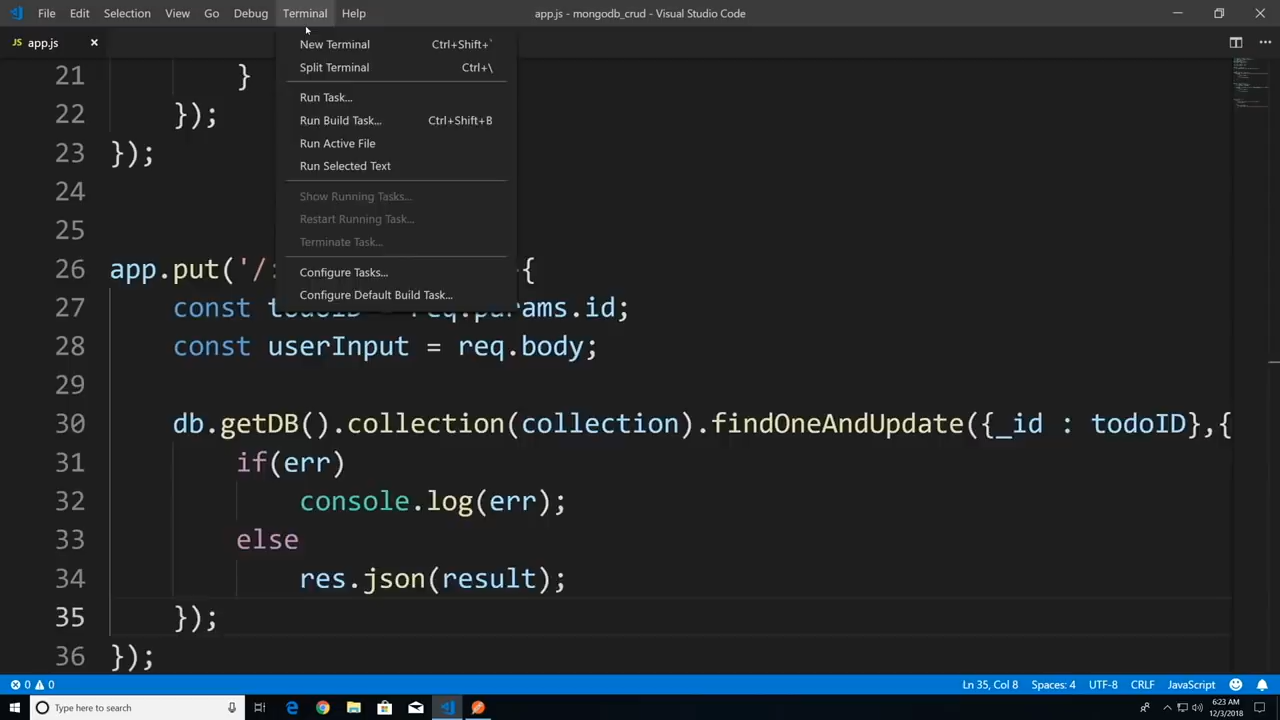 File Edit Selection View Go Debug Terminal Help app.js - mongodb_crud - Visual Studio Code
JS app.js
New Terminal Ctrl+Shift+`
Split Terminal Ctrl+\
Run Task...
Run Build Task... Ctrl+Shift+B
Run Active File
Run Selected Text
Show Running Tasks...
Restart Running Task...
Terminate Task...
Configure Tasks...
Configure Default Build Task...
21 }
22 });
23 });
24
25
26 app.put('/: {
27 const todoID = req.params.id;
28 const userInput = req.body;
29
30 db.getDB().collection(collection).findOneAndUpdate({_id : todoID},{
31 if(err)
32 console.log(err);
33 else
34 res.json(result);
35 });
36 });
0 0 Ln 35, Col 8 Spaces: 4 UTF-8 CRLF JavaScript
Type here to search
6:23 AM
12/3/2018